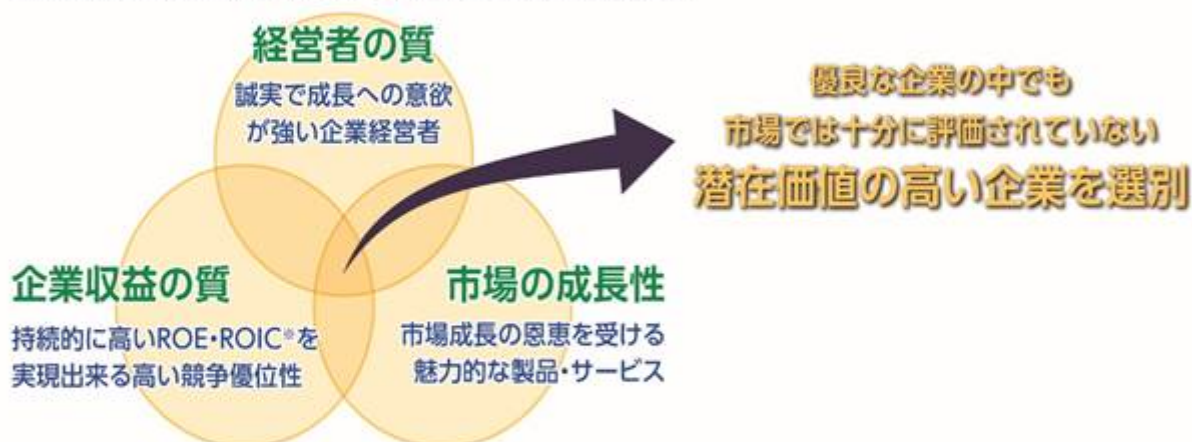 経営者の質
誠実で成長への意欲
が強い企業経営者
優良な企業の中でも
市場では十分に評価されていない
潜在価値の高い企業を選別
企業収益の質
持続的に高いROE・ROIC※を
実現出来る高い競争優位性
市場の成長性
市場成長の恩恵を受ける
魅力的な製品・サービス